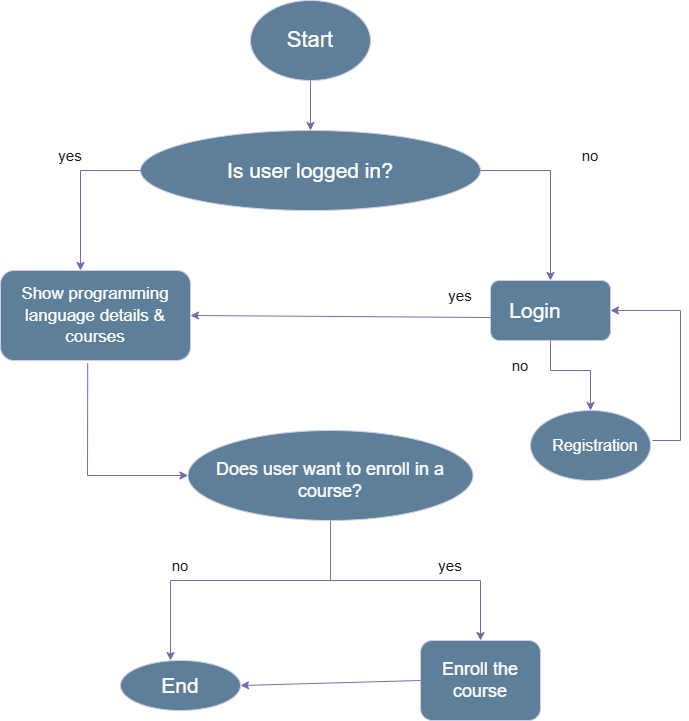 Start
Is user logged in?
yes
no
Show programming
language details &
courses
yes
Login
no
Registration
Does user want to enroll in a
course?
no
yes
End
Enroll the
course